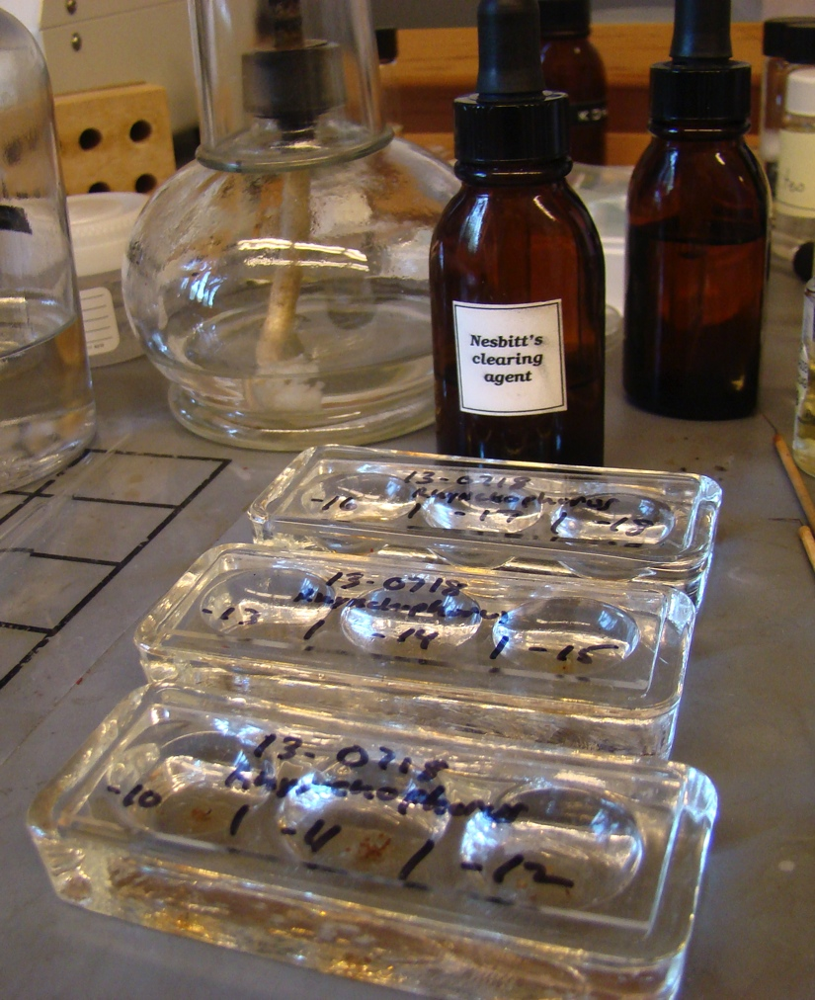 Nesbitt's
clearing
agent
13-0718
Rhynchophorus
-16 | -17 | -18
13-0718
Rhynchophorus
-13 | -14 | -15
13-0718
Rhynchophorus
-10 | -11 | -12